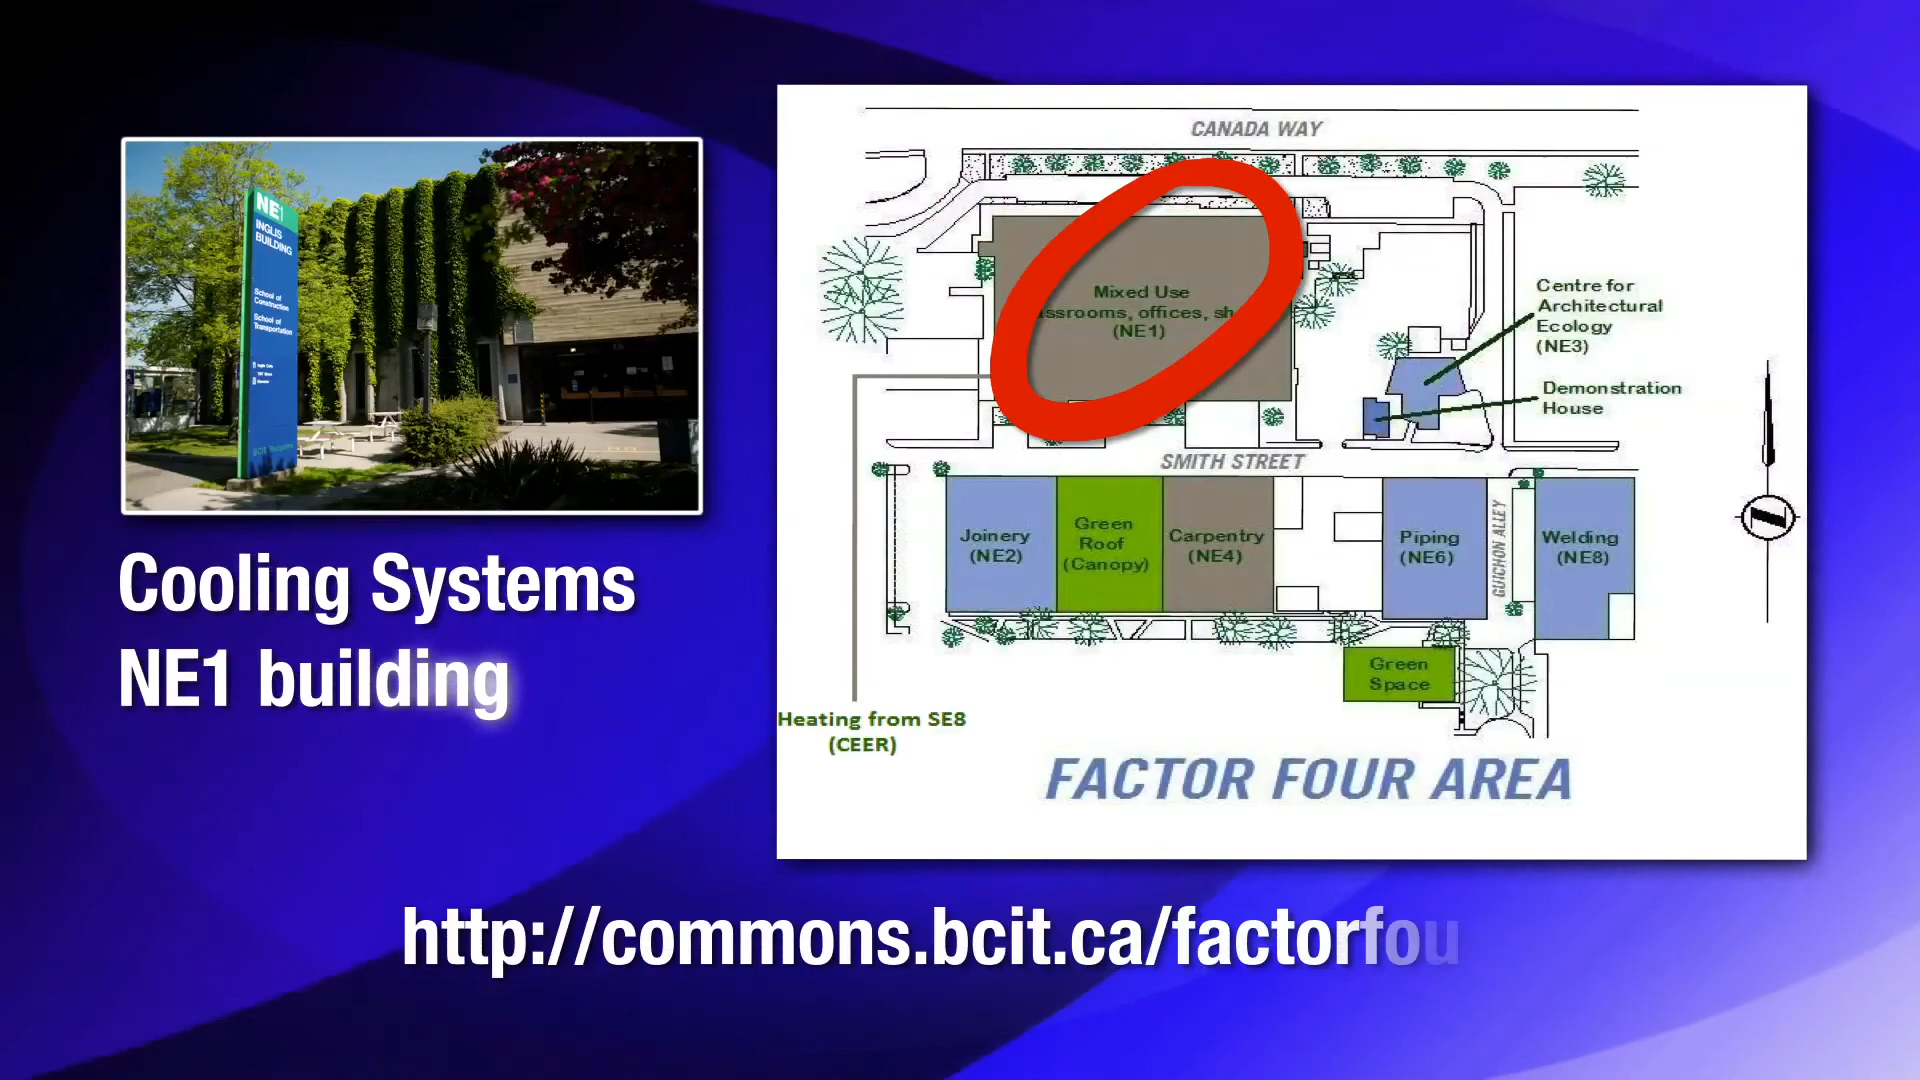 NE1
INGLIS
BUILDING
School of
Construction
School of
Transportation
Cooling Systems
NE1 building
CANADA WAY
Mixed Use
offices,
(NE1)
Centre for
Architectural
Ecology
(NE3)
Demonstration
House
SMITH STREET
Joinery
(NE2)
Green
Roof
(Canopy)
Carpentry
(NE4)
Piping
(NE6)
GUICHON ALLEY
Welding
(NE8)
Green
Space
Heating from SE8
(CEER)
FACTOR FOUR AREA
http://commons.bcit.ca/factorfou